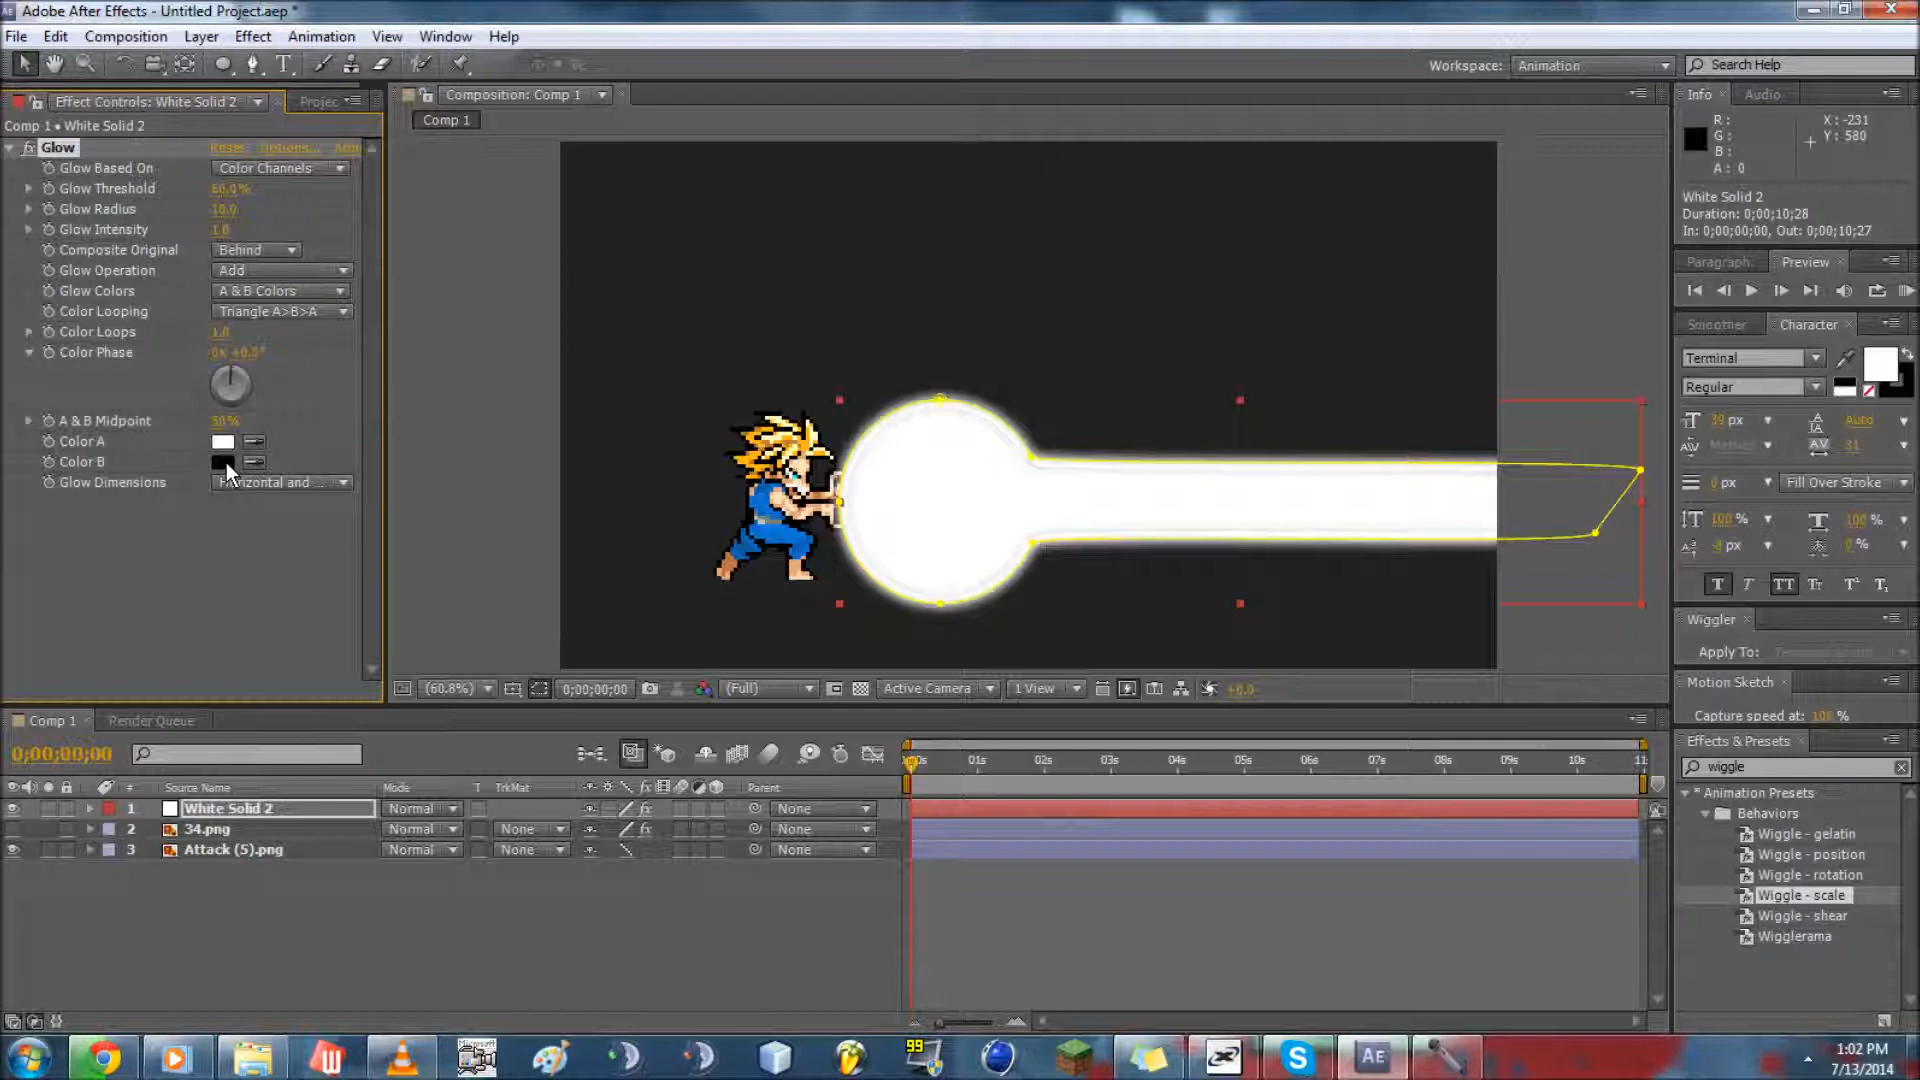 Adobe After Effects - Untitled Project.aep *
File Edit Composition Layer Effect Animation View Window Help
Workspace: Animation Search Help
Effect Controls: White Solid 2 Projec
Composition: Comp 1
Info Audio
Comp 1 • White Solid 2
Comp 1
R: X: -231
G: Y: 580
B:
A: 0
fx Glow Reset Options...
Glow Based On Color Channels
Glow Threshold 60.0%
Glow Radius 10.0
Glow Intensity 1.0
Composite Original Behind
Glow Operation Add
Glow Colors A & B Colors
Color Looping Triangle A>B>A
Color Loops 1.0
Color Phase 0x +0.0°
A & B Midpoint 50%
Color A
Color B
Glow Dimensions Horizontal and ...
White Solid 2
Duration: 0;00;10;28
In: 0;00;00;00, Out: 0;00;10;27
Paragraph Preview
Smoother Character
Terminal
Regular
39 px Auto
Metrics 31
0 px Fill Over Stroke
100 % 100 %
px 0 %
T T TT Tr T¹ T,
Wiggler
Apply To:
Motion Sketch
Capture speed at: 100 %
(60.8%) 0;00;00;00 (Full) Active Camera 1 View +0.0
Comp 1 Render Queue
0;00;00;00
01s 02s 03s 04s 05s 06s 07s 08s 09s 10s 11
# Source Name Mode T TrkMat fx Parent
1 White Solid 2 Normal fx None
2 34.png Normal None fx None
3 Attack (5).png Normal None None
Effects & Presets
wiggle
* Animation Presets
Behaviors
Wiggle - gelatin
Wiggle - position
Wiggle - rotation
Wiggle - scale
Wiggle - shear
Wigglerama
Microsoft
99
S
Ae
1:02 PM
7/13/2014